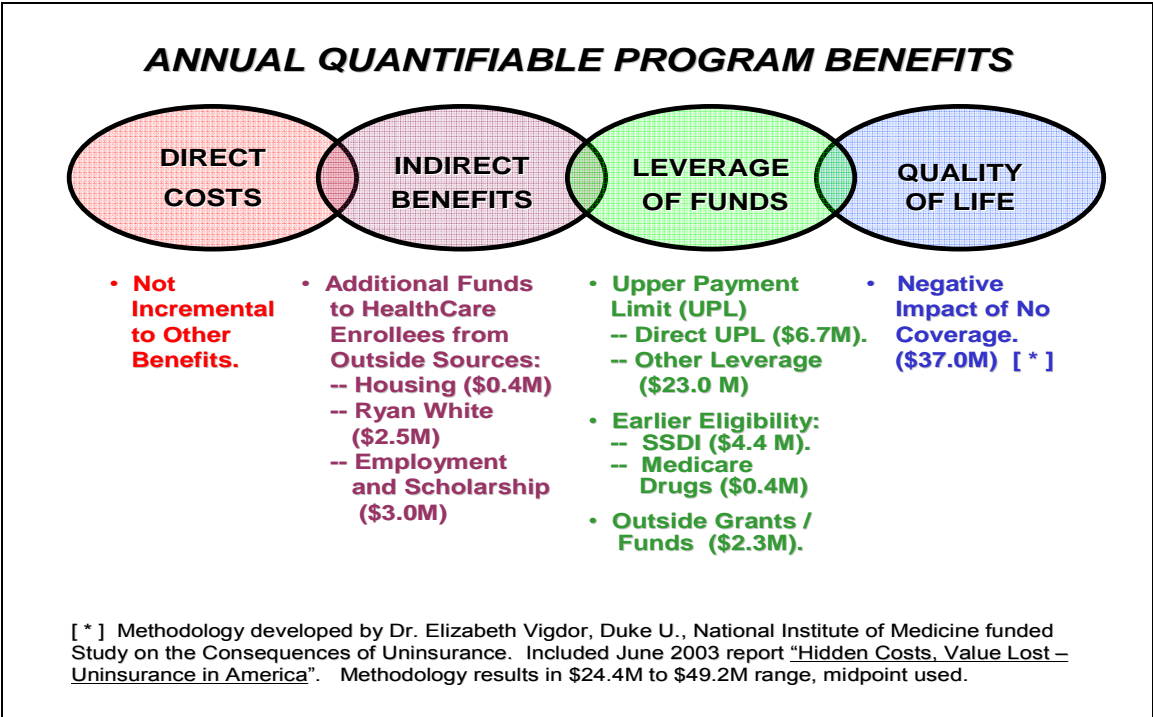 ANNUAL QUANTIFIABLE PROGRAM BENEFITS
DIRECT
COSTS
INDIRECT
BENEFITS
LEVERAGE
OF FUNDS
QUALITY
OF LIFE
• Not
Incremental
to Other
Benefits.
• Additional Funds
to HealthCare
Enrollees from
Outside Sources:
-- Housing ($0.4M)
-- Ryan White
($2.5M)
-- Employment
and Scholarship
($3.0M)
• Upper Payment
Limit (UPL)
-- Direct UPL ($6.7M).
-- Other Leverage
($23.0 M)
• Earlier Eligibility:
-- SSDI ($4.4 M).
-- Medicare
Drugs ($0.4M)
• Outside Grants /
Funds ($2.3M).
• Negative
Impact of No
Coverage.
($37.0M) [ * ]
[ * ] Methodology developed by Dr. Elizabeth Vigdor, Duke U., National Institute of Medicine funded
Study on the Consequences of Uninsurance. Included June 2003 report “Hidden Costs, Value Lost –
Uninsurance in America”. Methodology results in $24.4M to $49.2M range, midpoint used.